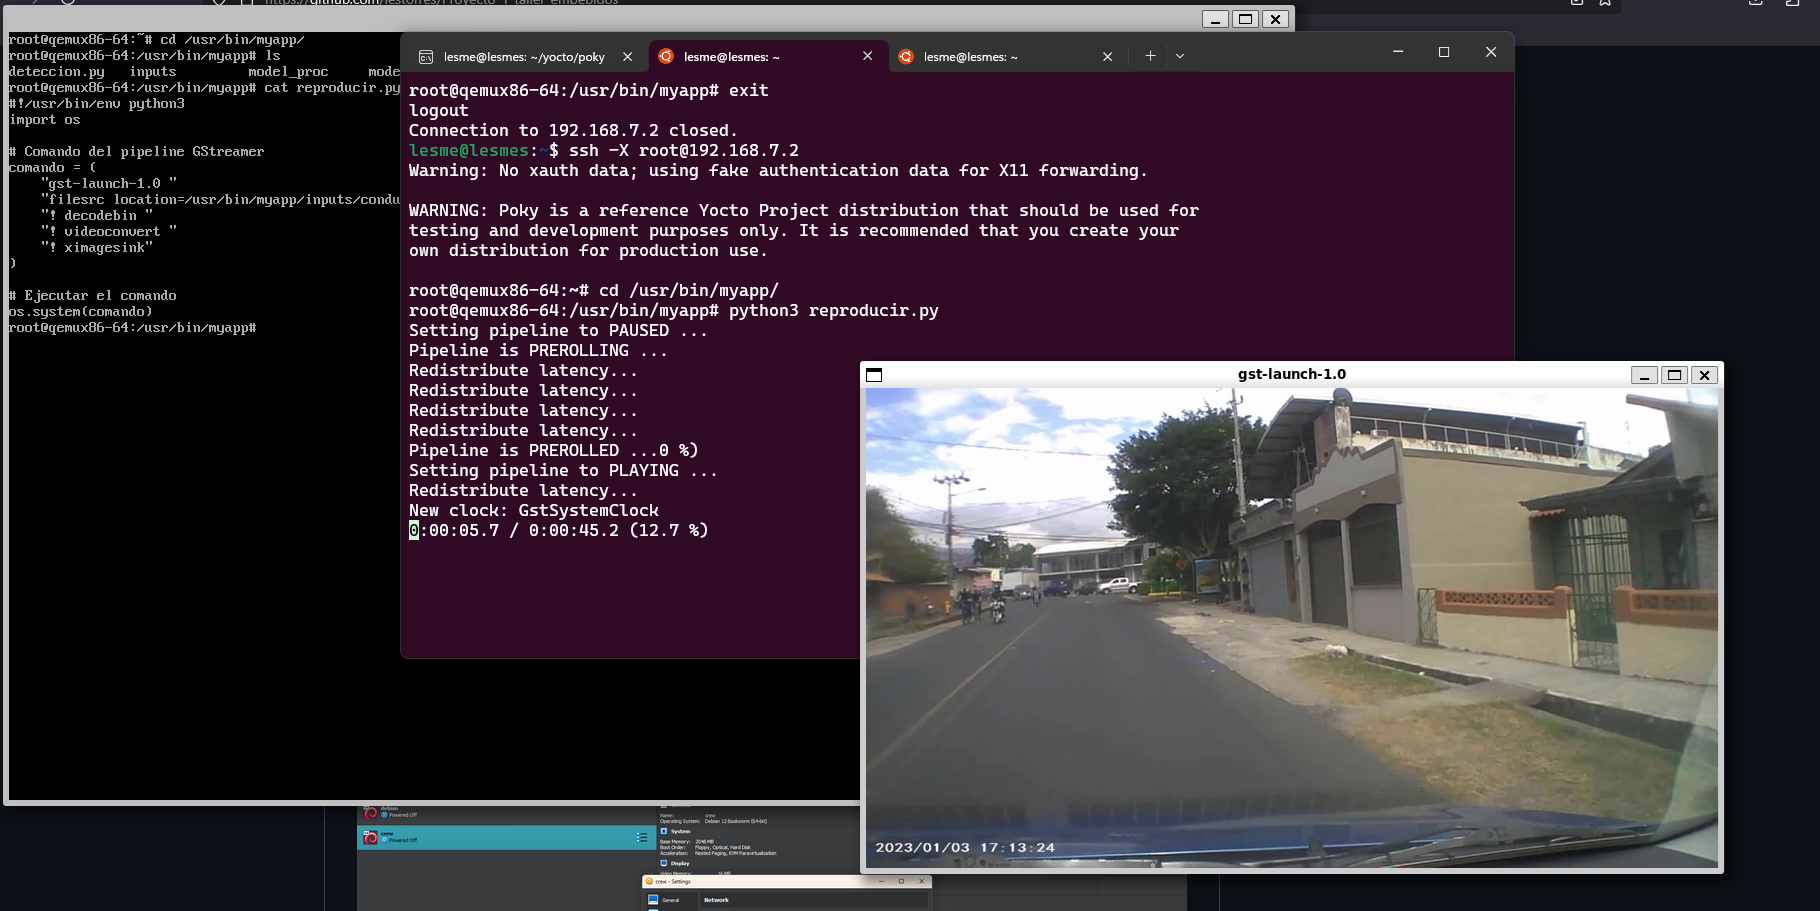 https://github.com/lestorres/Proyecto-1-taller-embebidos
root@qemux86-64:~# cd /usr/bin/myapp/
root@qemux86-64:/usr/bin/myapp# ls
deteccion.py inputs model_proc mode
root@qemux86-64:/usr/bin/myapp# cat reproducir.py
#!/usr/bin/env python3
import os
# Comando del pipeline GStreamer
comando = (
"gst-launch-1.0 "
"filesrc location=/usr/bin/myapp/inputs/condu
"! decodebin "
"! videoconvert "
"! ximagesink"
)
# Ejecutar el comando
os.system(comando)
root@qemux86-64:/usr/bin/myapp#
lesme@lesmes: ~/yocto/poky
lesme@lesmes: ~
lesme@lesmes: ~
root@qemux86-64:/usr/bin/myapp# exit
logout
Connection to 192.168.7.2 closed.
lesme@lesmes:~$ ssh -X root@192.168.7.2
Warning: No xauth data; using fake authentication data for X11 forwarding.
WARNING: Poky is a reference Yocto Project distribution that should be used for
testing and development purposes only. It is recommended that you create your
own distribution for production use.
root@qemux86-64:~# cd /usr/bin/myapp/
root@qemux86-64:/usr/bin/myapp# python3 reproducir.py
Setting pipeline to PAUSED ...
Pipeline is PREROLLING ...
Redistribute latency...
Redistribute latency...
Redistribute latency...
Redistribute latency...
Pipeline is PREROLLED ...0 %)
Setting pipeline to PLAYING ...
Redistribute latency...
New clock: GstSystemClock
0:00:05.7 / 0:00:45.2 (12.7 %)
gst-launch-1.0
2023/01/03 17:13:24
debian
Powered Off
crew
Powered Off
Name: crew
Operating System: Debian 12 Bookworm (64-bit)
System
Base Memory: 2048 MB
Boot Order: Floppy, Optical, Hard Disk
Acceleration: Nested Paging, KVM Paravirtualization
Display
Video Memory: 16 MB
crew - Settings
General
Network